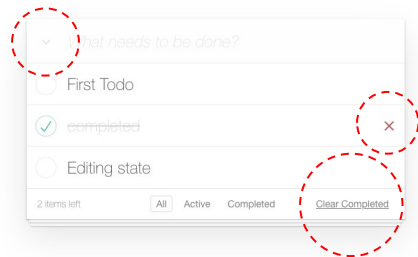 What needs to be done?
First Todo
completed
Editing state
2 items left All Active Completed Clear Completed